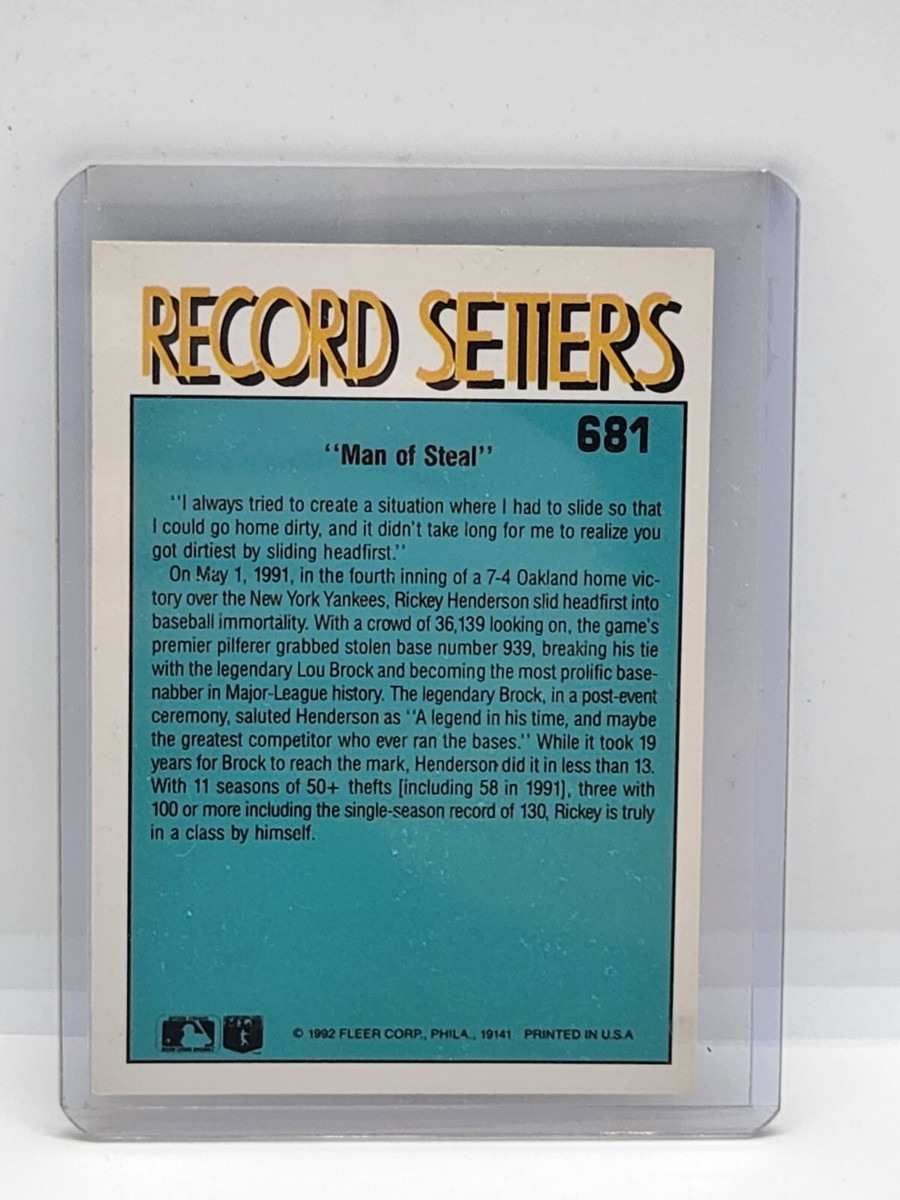 RECORD SETTERS
681
"Man of Steal"
"I always tried to create a situation where I had to slide so that
I could go home dirty, and it didn't take long for me to realize you
got dirtiest by sliding headfirst."
On May 1, 1991, in the fourth inning of a 7-4 Oakland home vic-
tory over the New York Yankees, Rickey Henderson slid headfirst into
baseball immortality. With a crowd of 36,139 looking on, the game's
premier pilferer grabbed stolen base number 939, breaking his tie
with the legendary Lou Brock and becoming the most prolific base-
nabber in Major-League history. The legendary Brock, in a post-event
ceremony, saluted Henderson as "A legend in his time, and maybe
the greatest competitor who ever ran the bases." While it took 19
years for Brock to reach the mark, Henderson did it in less than 13.
With 11 seasons of 50+ thefts [including 58 in 1991], three with
100 or more including the single-season record of 130, Rickey is truly
in a class by himself.
© 1992 FLEER CORP., PHILA., 19141 PRINTED IN U.S.A